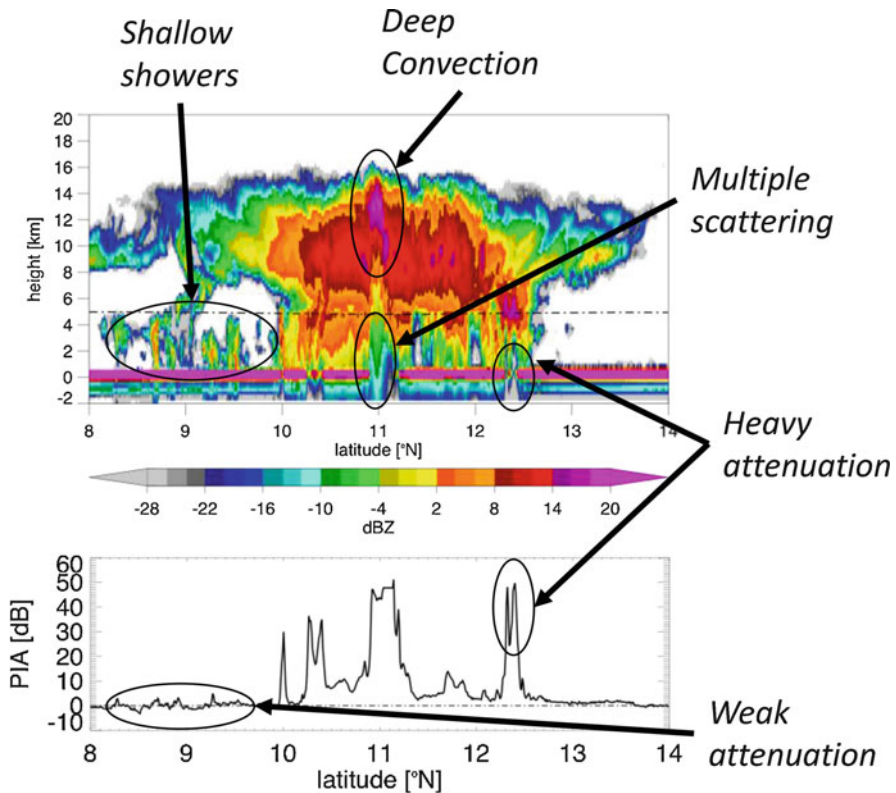 Shallow
showers
Deep
Convection
Multiple
scattering
Heavy
attenuation
Weak
attenuation
height [km]
20
18
16
14
12
10
8
6
4
2
0
-2
8 9 10 11 12 13 14
latitude [°N]
-28 -22 -16 -10 -4 2 8 14 20
dBZ
PIA [dB]
60
50
40
30
20
10
0
-10
8 9 10 11 12 13 14
latitude [°N]